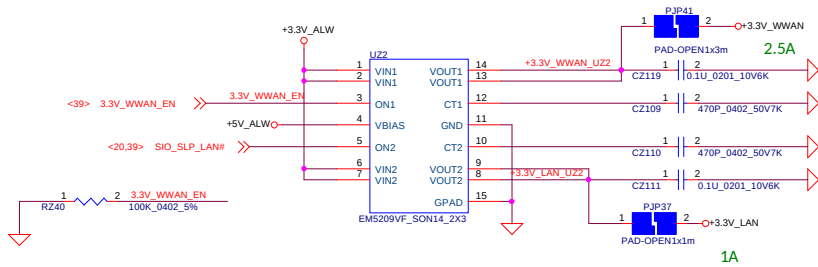 PJP41
1 2 +3.3V_WWAN
+3.3V_ALW
PAD-OPEN1x3m 2.5A
UZ2
1 VIN1 VOUT1 14 +3.3V_WWAN_UZ2 1 2
2 VIN1 VOUT1 13 CZ119 0.1U_0201_10V6K
<39> 3.3V_WWAN_EN 3.3V_WWAN_EN 3 ON1 CT1 12 1 2
CZ109 470P_0402_50V7K
+5V_ALW 4 VBIAS GND 11
<20,39> SIO_SLP_LAN# 5 ON2 CT2 10 1 2
CZ110 470P_0402_50V7K
6 VIN2 VOUT2 9
7 VIN2 VOUT2 8 +3.3V_LAN_UZ2 1 2
CZ111 0.1U_0201_10V6K
1 2 3.3V_WWAN_EN GPAD 15
RZ40 100K_0402_5%
PJP37
EM5209VF_SON14_2X3 1 2 +3.3V_LAN
PAD-OPEN1x1m
1A